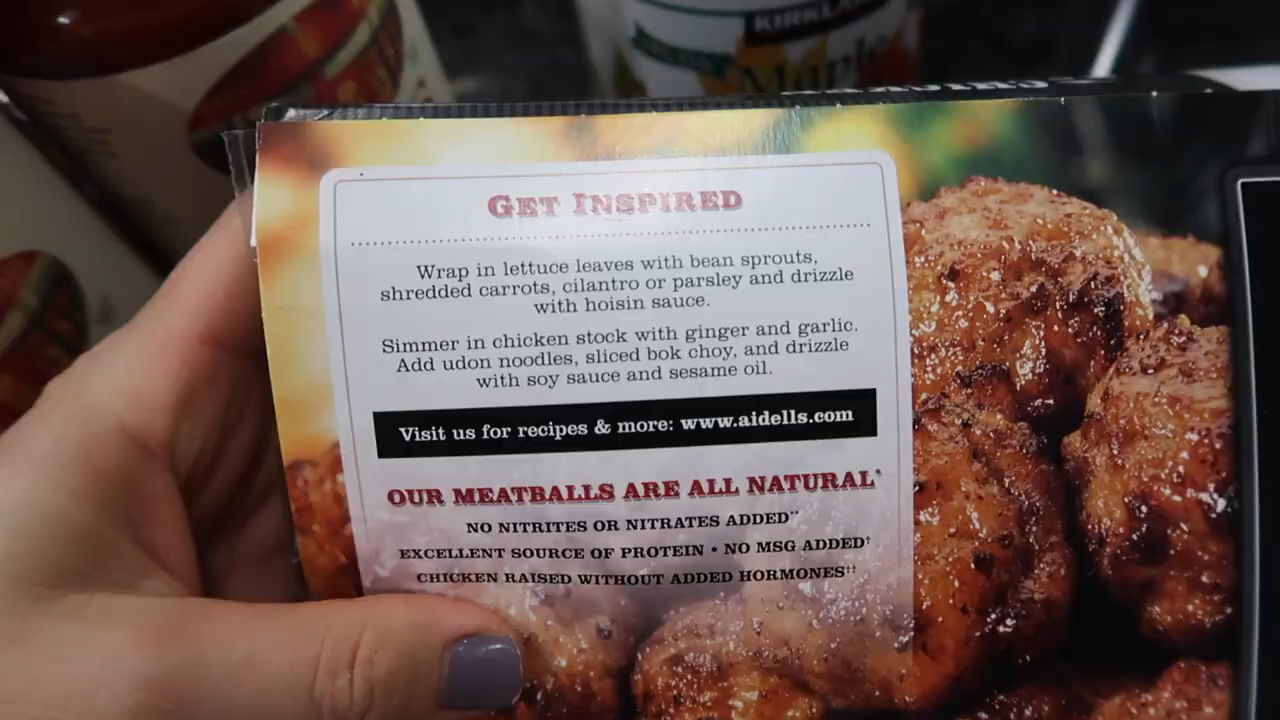 KIRKLAN
Maple
GET INSPIRED
Wrap in lettuce leaves with bean sprouts,
shredded carrots, cilantro or parsley and drizzle
with hoisin sauce.
Simmer in chicken stock with ginger and garlic.
Add udon noodles, sliced bok choy, and drizzle
with soy sauce and sesame oil.
Visit us for recipes & more: www.aidells.com
OUR MEATBALLS ARE ALL NATURAL*
NO NITRITES OR NITRATES ADDED**
EXCELLENT SOURCE OF PROTEIN • NO MSG ADDED†
CHICKEN RAISED WITHOUT ADDED HORMONES††